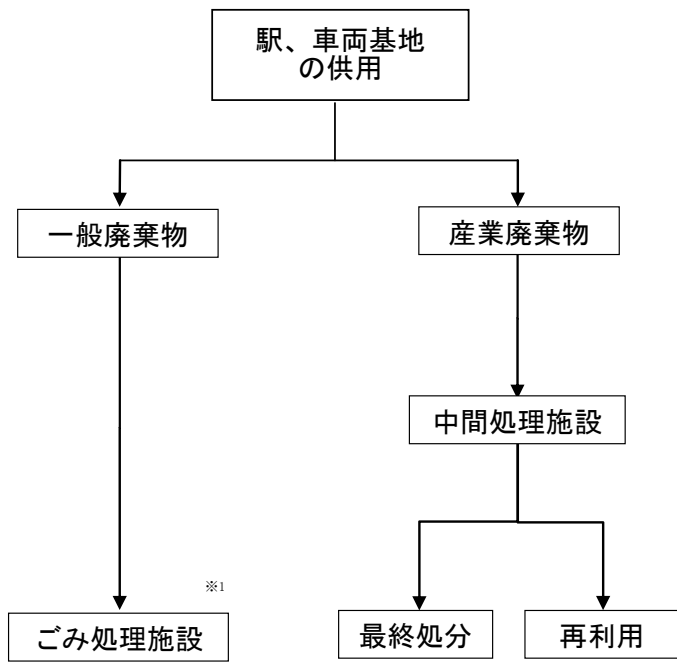 駅、車両基地
の供用
一般廃棄物
産業廃棄物
中間処理施設
※1
ごみ処理施設
最終処分
再利用